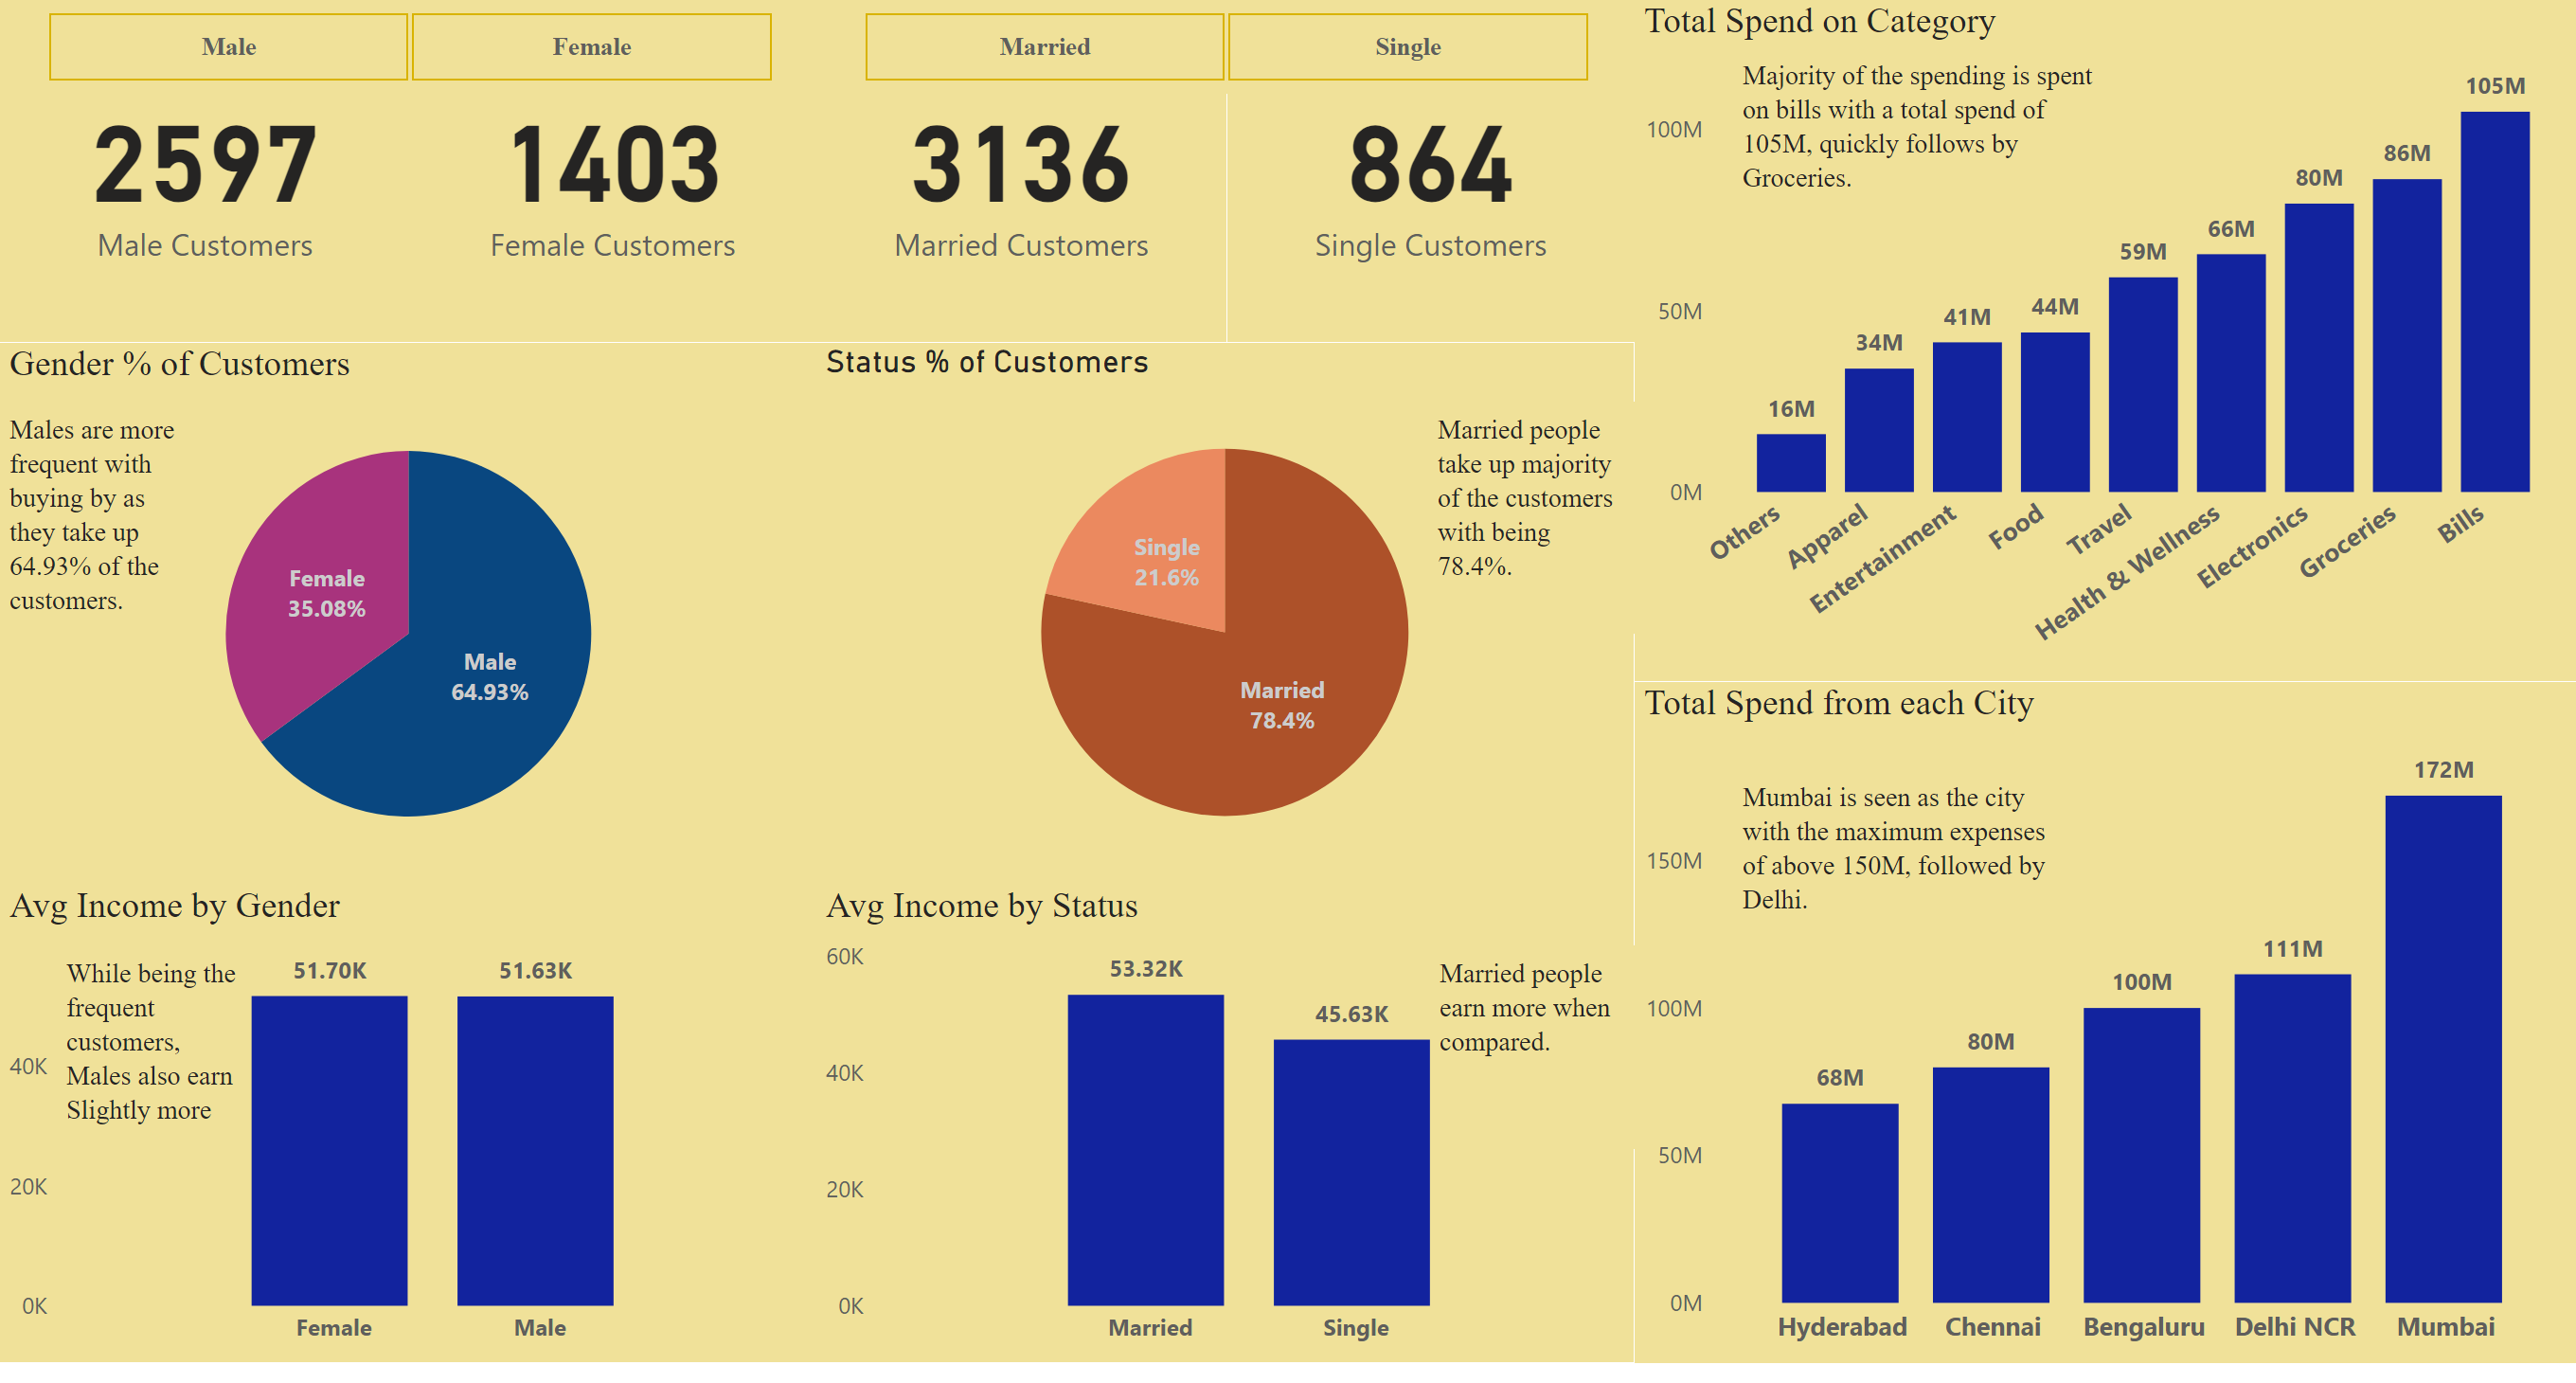 Male
Female
Married
Single
2597
Male Customers
1403
Female Customers
3136
Married Customers
864
Single Customers
Gender % of Customers
Males are more
frequent with
buying by as
they take up
64.93% of the
customers.
Female
35.08%
Male
64.93%
Status % of Customers
Single
21.6%
Married
78.4%
Married people
take up majority
of the customers
with being
78.4%.
Avg Income by Gender
While being the
frequent
customers,
Males also earn
Slightly more
40K
20K
0K
51.70K
51.63K
Female
Male
Avg Income by Status
60K
40K
20K
0K
53.32K
45.63K
Married
Single
Married people
earn more when
compared.
Total Spend on Category
Majority of the spending is spent
on bills with a total spend of
105M, quickly follows by
Groceries.
100M
50M
0M
16M
34M
41M
44M
59M
66M
80M
86M
105M
Others
Apparel
Entertainment
Food
Travel
Health & Wellness
Electronics
Groceries
Bills
Total Spend from each City
Mumbai is seen as the city
with the maximum expenses
of above 150M, followed by
Delhi.
150M
100M
50M
0M
68M
80M
100M
111M
172M
Hyderabad
Chennai
Bengaluru
Delhi NCR
Mumbai